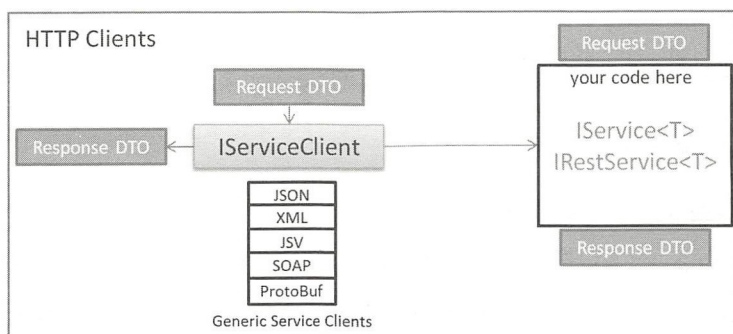 HTTP Clients
Request DTO
Response DTO
IServiceClient
JSON
XML
JSV
SOAP
ProtoBuf
Generic Service Clients
Request DTO
your code here
IService<T>
IRestService<T>
Response DTO